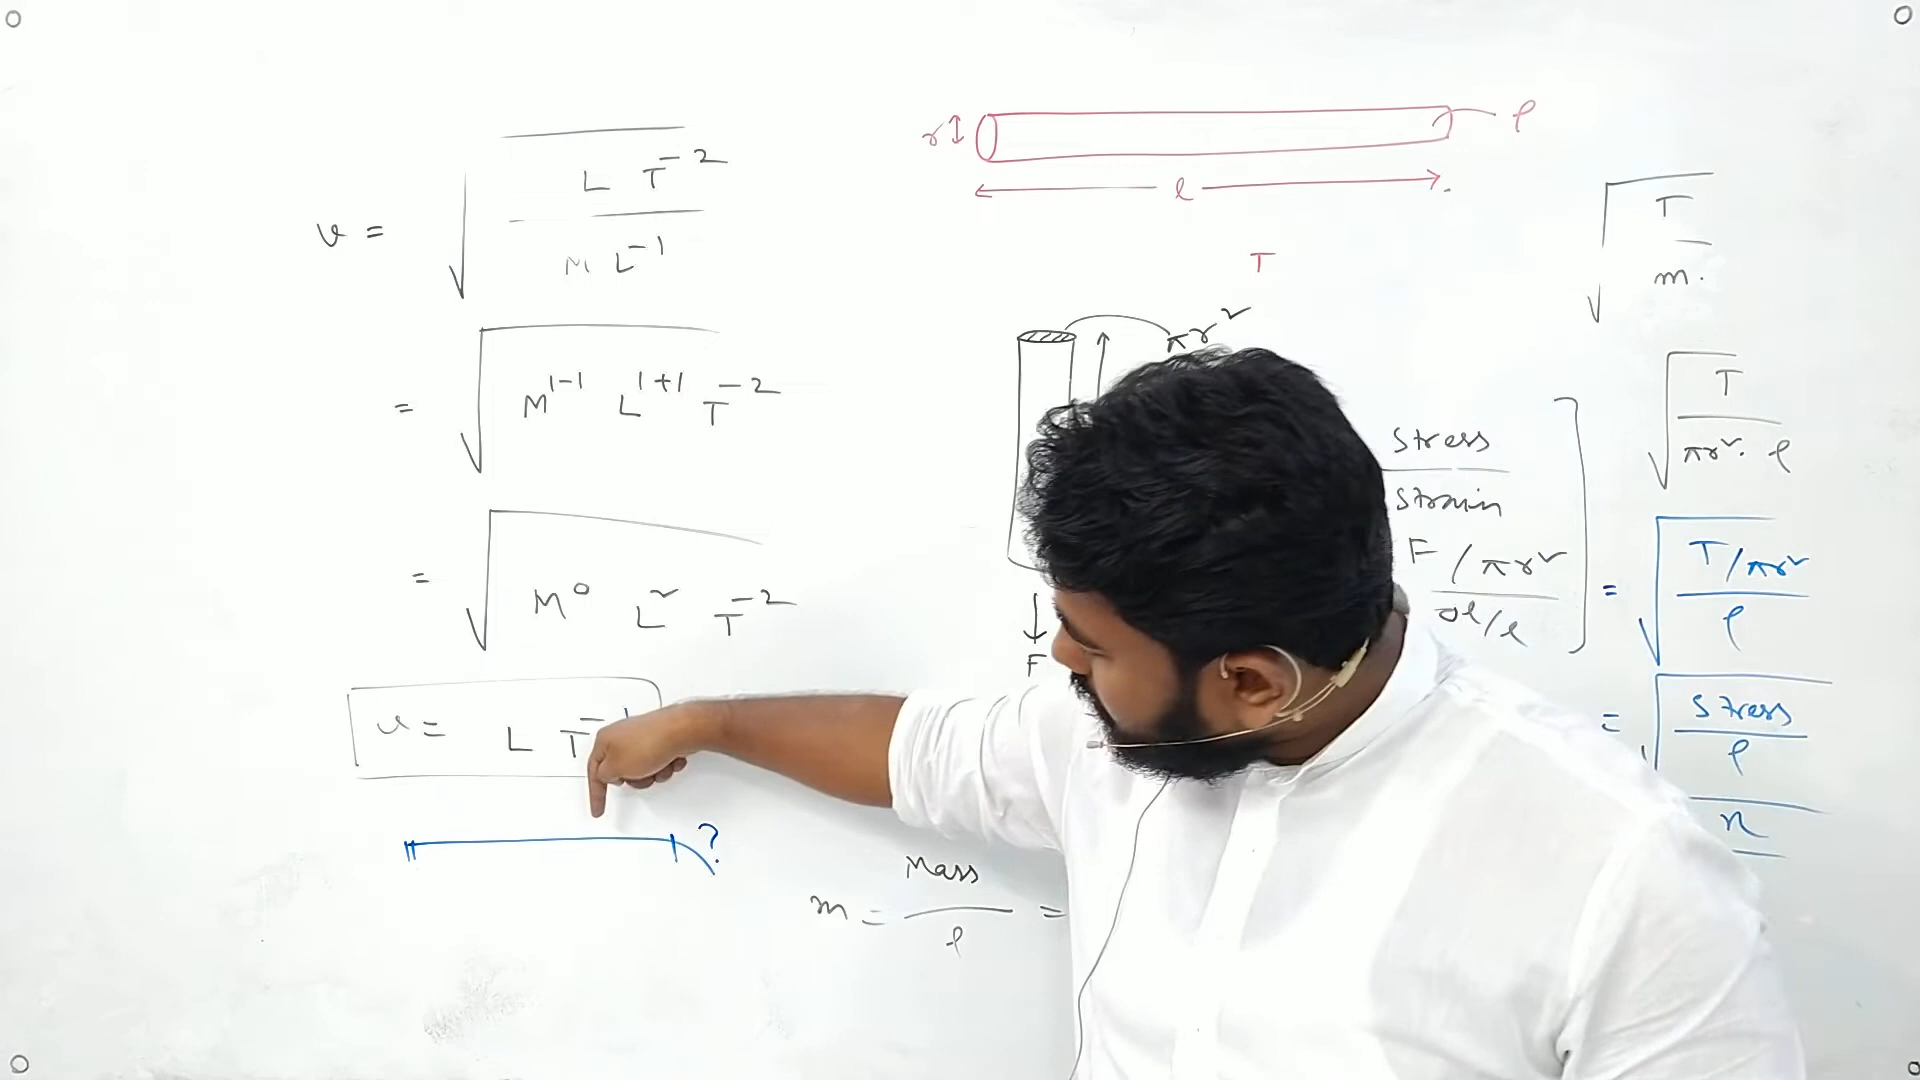 v = √ L T⁻² / M L⁻¹
= √ M¹⁻¹ L¹⁺¹ T⁻²
= √ M⁰ L² T⁻²
v = L T⁻¹
?
r
ρ
l
T
πr²
F
Stress / Strain
F/πr² / Δl/l
m = Mass / l =
√ T / m.
√ T / πr². ρ
= √ T/πr² / ρ
= √ Stress / ρ
n